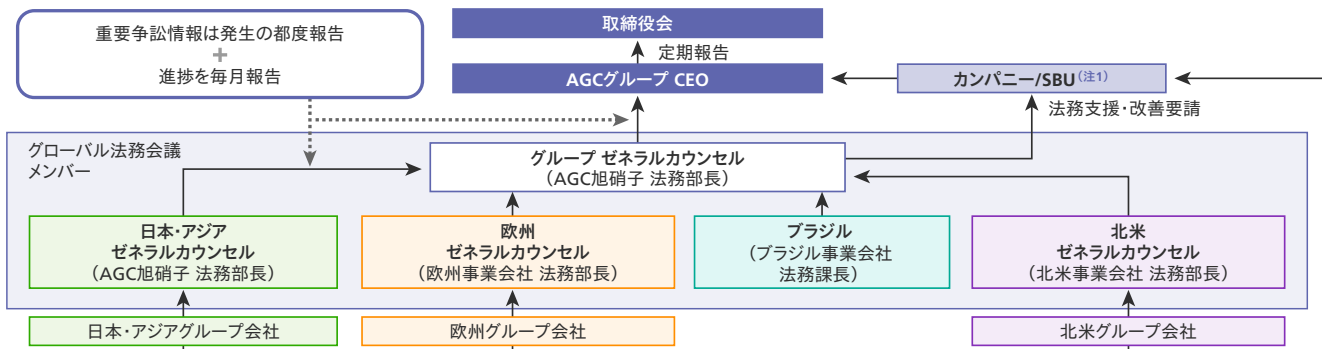 重要争訟情報は発生の都度報告
+
進捗を毎月報告
取締役会
定期報告
AGCグループ CEO
カンパニー/SBU(注1)
法務支援・改善要請
グローバル法務会議
メンバー
グループ ゼネラルカウンセル
（AGC旭硝子 法務部長）
日本・アジア
ゼネラルカウンセル
（AGC旭硝子 法務部長）
欧州
ゼネラルカウンセル
（欧州事業会社 法務部長）
ブラジル
（ブラジル事業会社
法務課長）
北米
ゼネラルカウンセル
（北米事業会社 法務部長）
日本・アジアグループ会社
欧州グループ会社
北米グループ会社